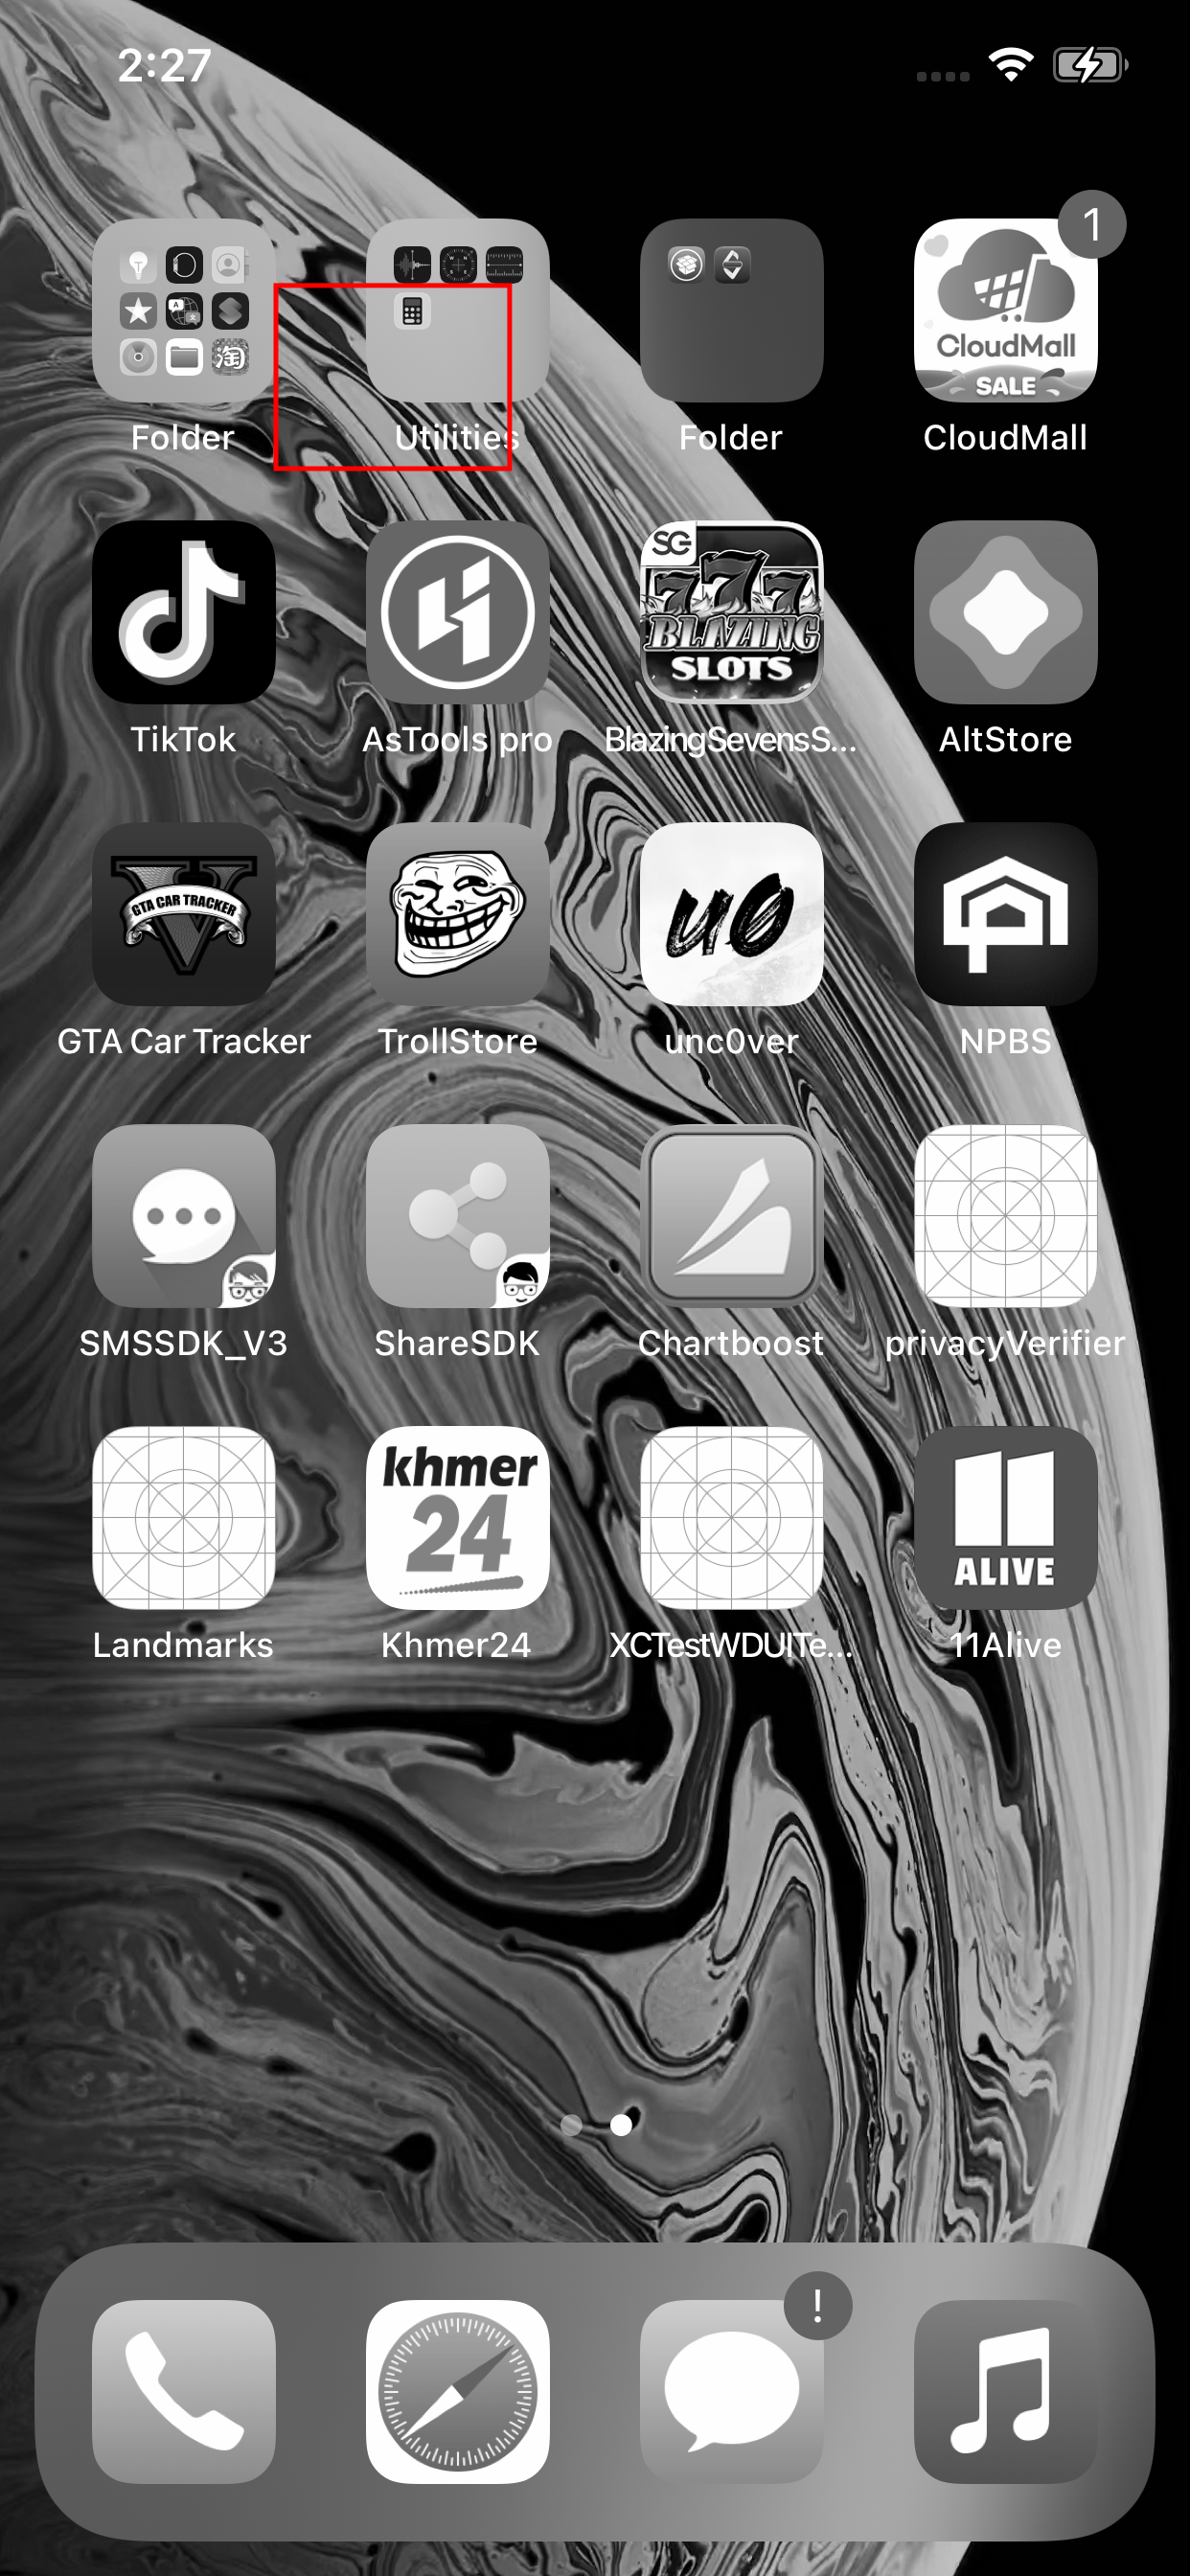 2:27
1
CloudMall
SALE
Folder
Utilities
Folder
CloudMall
SG
777
BLAZING
SLOTS
TikTok
AsTools pro
BlazingSevensS...
AltStore
GTA CAR TRACKER
uo
GTA Car Tracker
TrollStore
unc0ver
NPBS
SMSSDK_V3
ShareSDK
Chartboost
privacyVerifier
khmer
24
11
ALIVE
Landmarks
Khmer24
XCTestWDUITe...
11Alive
!